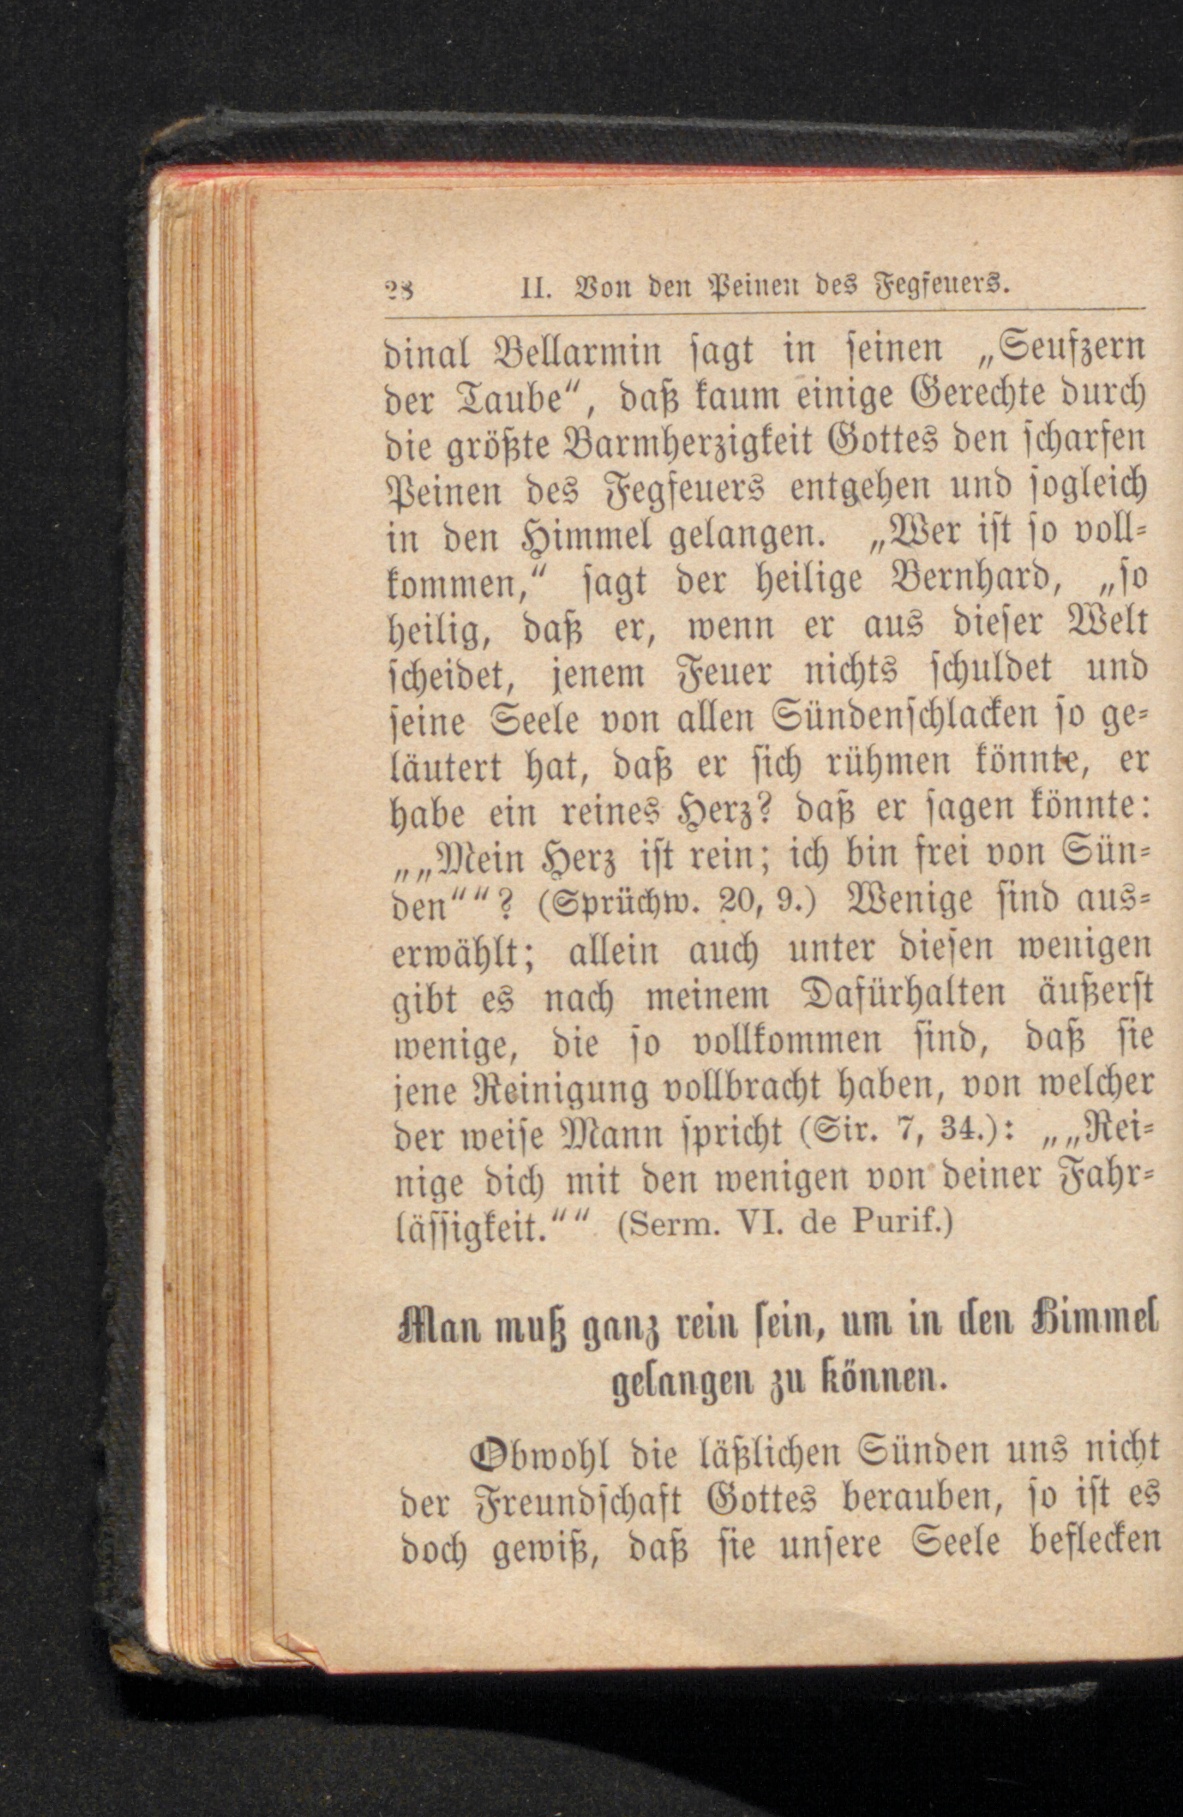 28 II. Von den Peinen des Fegfeuers.
dinal Bellarmin sagt in seinen „Seufzern
der Taube“, daß kaum einige Gerechte durch
die größte Barmherzigkeit Gottes den scharfen
Peinen des Fegfeuers entgehen und sogleich
in den Himmel gelangen. „Wer ist so voll-
kommen,“ sagt der heilige Bernhard, „so
heilig, daß er, wenn er aus dieser Welt
scheidet, jenem Feuer nichts schuldet und
seine Seele von allen Sündenschlacken so ge-
läutert hat, daß er sich rühmen könnte, er
habe ein reines Herz? daß er sagen könnte:
„„Mein Herz ist rein; ich bin frei von Sün-
den““? (Sprüchw. 20, 9.) Wenige sind aus-
erwählt; allein auch unter diesen wenigen
gibt es nach meinem Dafürhalten äußerst
wenige, die so vollkommen sind, daß sie
jene Reinigung vollbracht haben, von welcher
der weise Mann spricht (Sir. 7, 34.): „„Rei-
nige dich mit den wenigen von deiner Fahr-
lässigkeit.““ (Serm. VI. de Purif.)
Man muß ganz rein sein, um in den Himmel
gelangen zu können.
Obwohl die läßlichen Sünden uns nicht
der Freundschaft Gottes berauben, so ist es
doch gewiß, daß sie unsere Seele beflecken